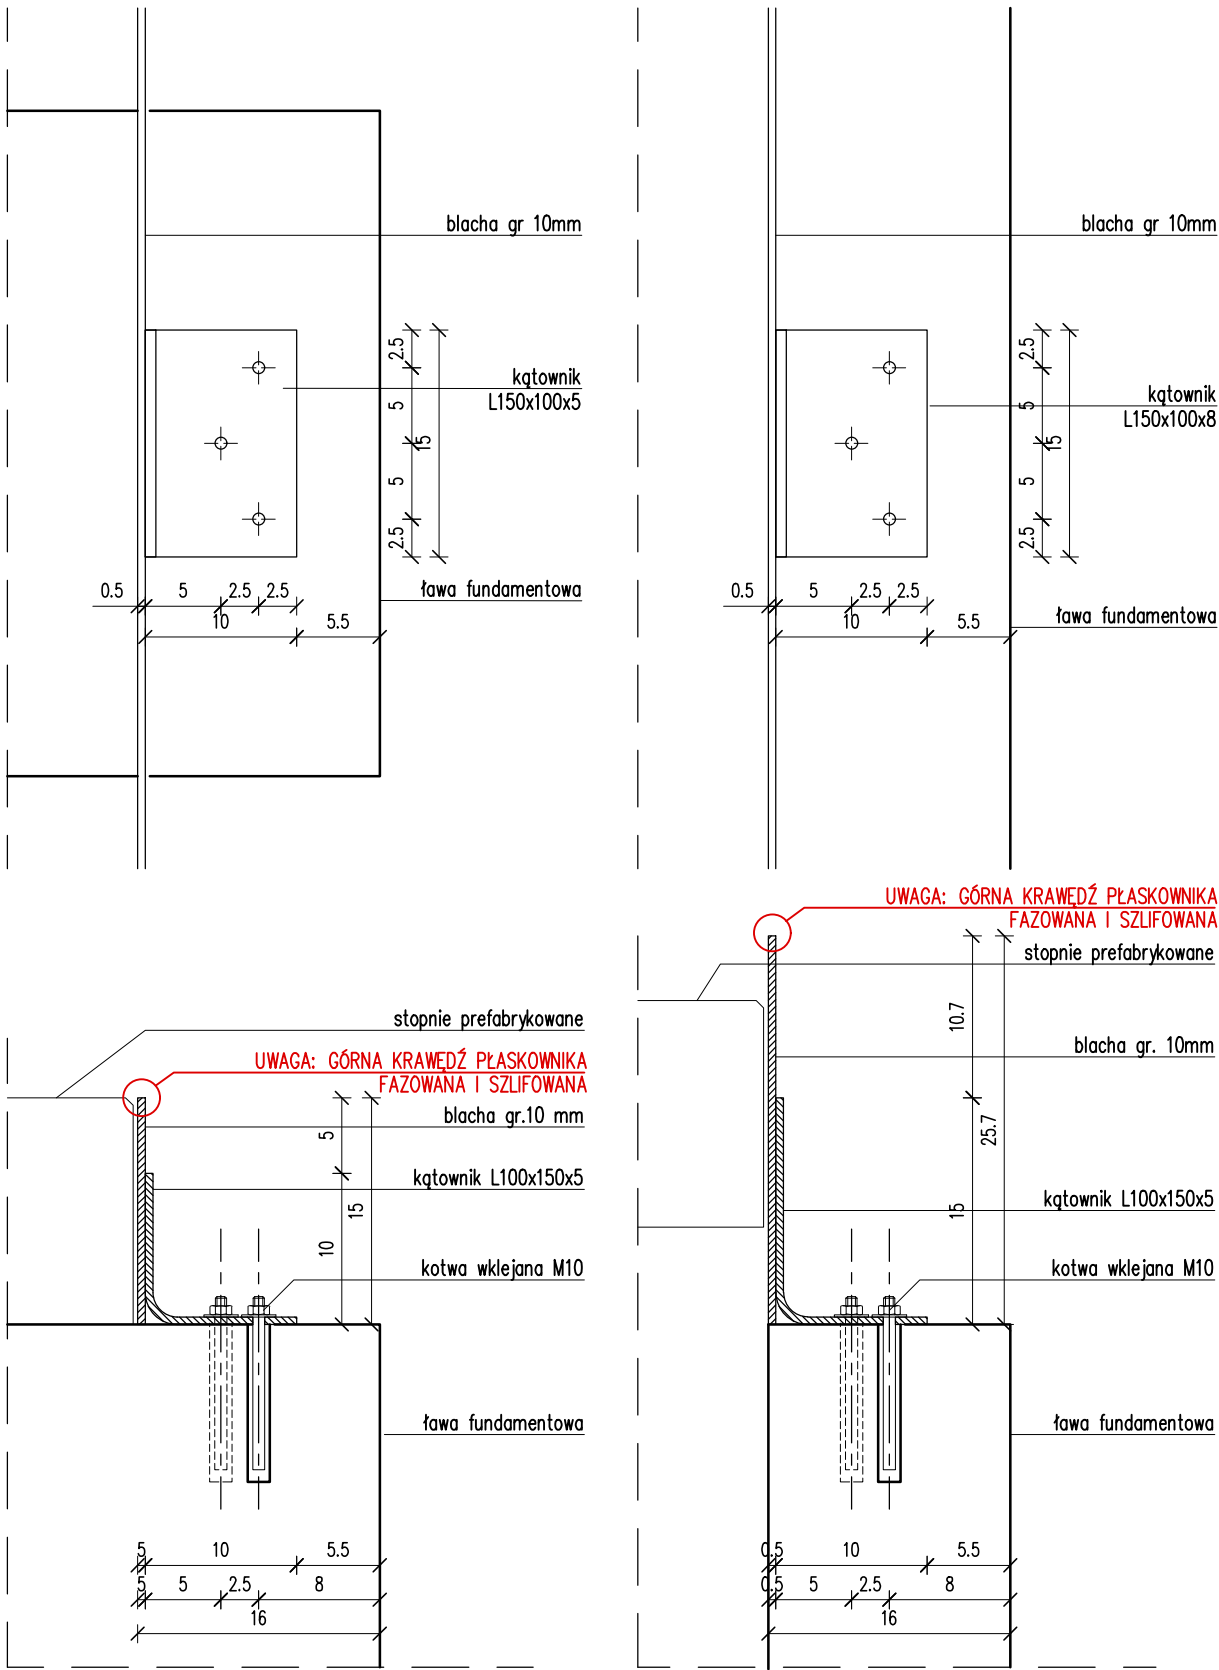 blacha gr 10mm
2.5
5
5
2.5
15
kątownik
L150x100x5
0.5
5
2.5
2.5
10
5.5
ława fundamentowa
blacha gr 10mm
2.5
5
5
2.5
15
kątownik
L150x100x8
0.5
5
2.5
2.5
10
5.5
ława fundamentowa
stopnie prefabrykowane
UWAGA: GÓRNA KRAWĘDŹ PŁASKOWNIKA
FAZOWANA I SZLIFOWANA
blacha gr.10 mm
5
10
15
kątownik L100x150x5
kotwa wklejana M10
ława fundamentowa
5
10
5.5
5
5
2.5
8
16
UWAGA: GÓRNA KRAWĘDŹ PŁASKOWNIKA
FAZOWANA I SZLIFOWANA
stopnie prefabrykowane
10.7
25.7
15
blacha gr. 10mm
kątownik L100x150x5
kotwa wklejana M10
ława fundamentowa
0.5
10
5.5
0.5
5
2.5
8
16